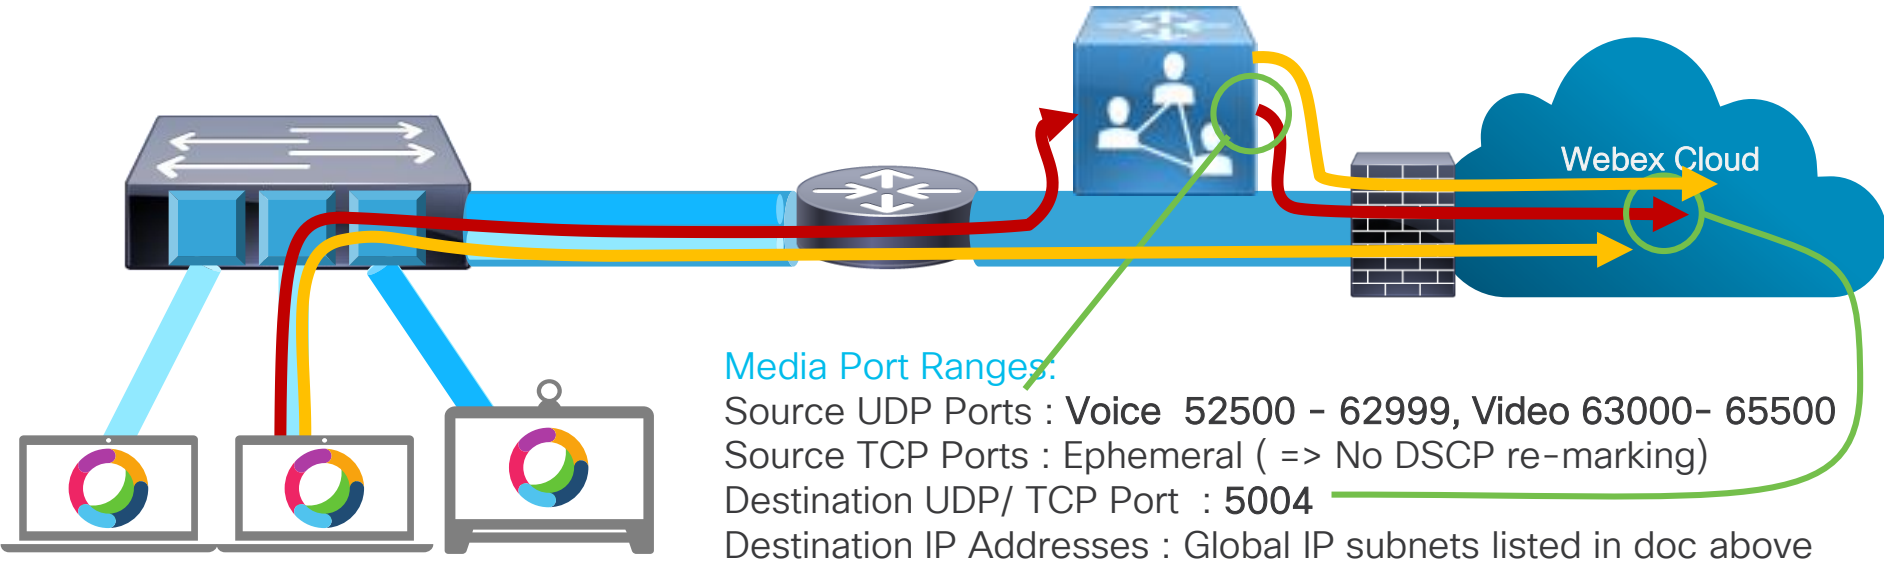 Webex Cloud
Media Port Ranges:
Source UDP Ports : Voice  52500 - 62999, Video 63000- 65500
Source TCP Ports : Ephemeral ( => No DSCP re-marking)
Destination UDP/ TCP Port  : 5004
Destination IP Addresses : Global IP subnets listed in doc above